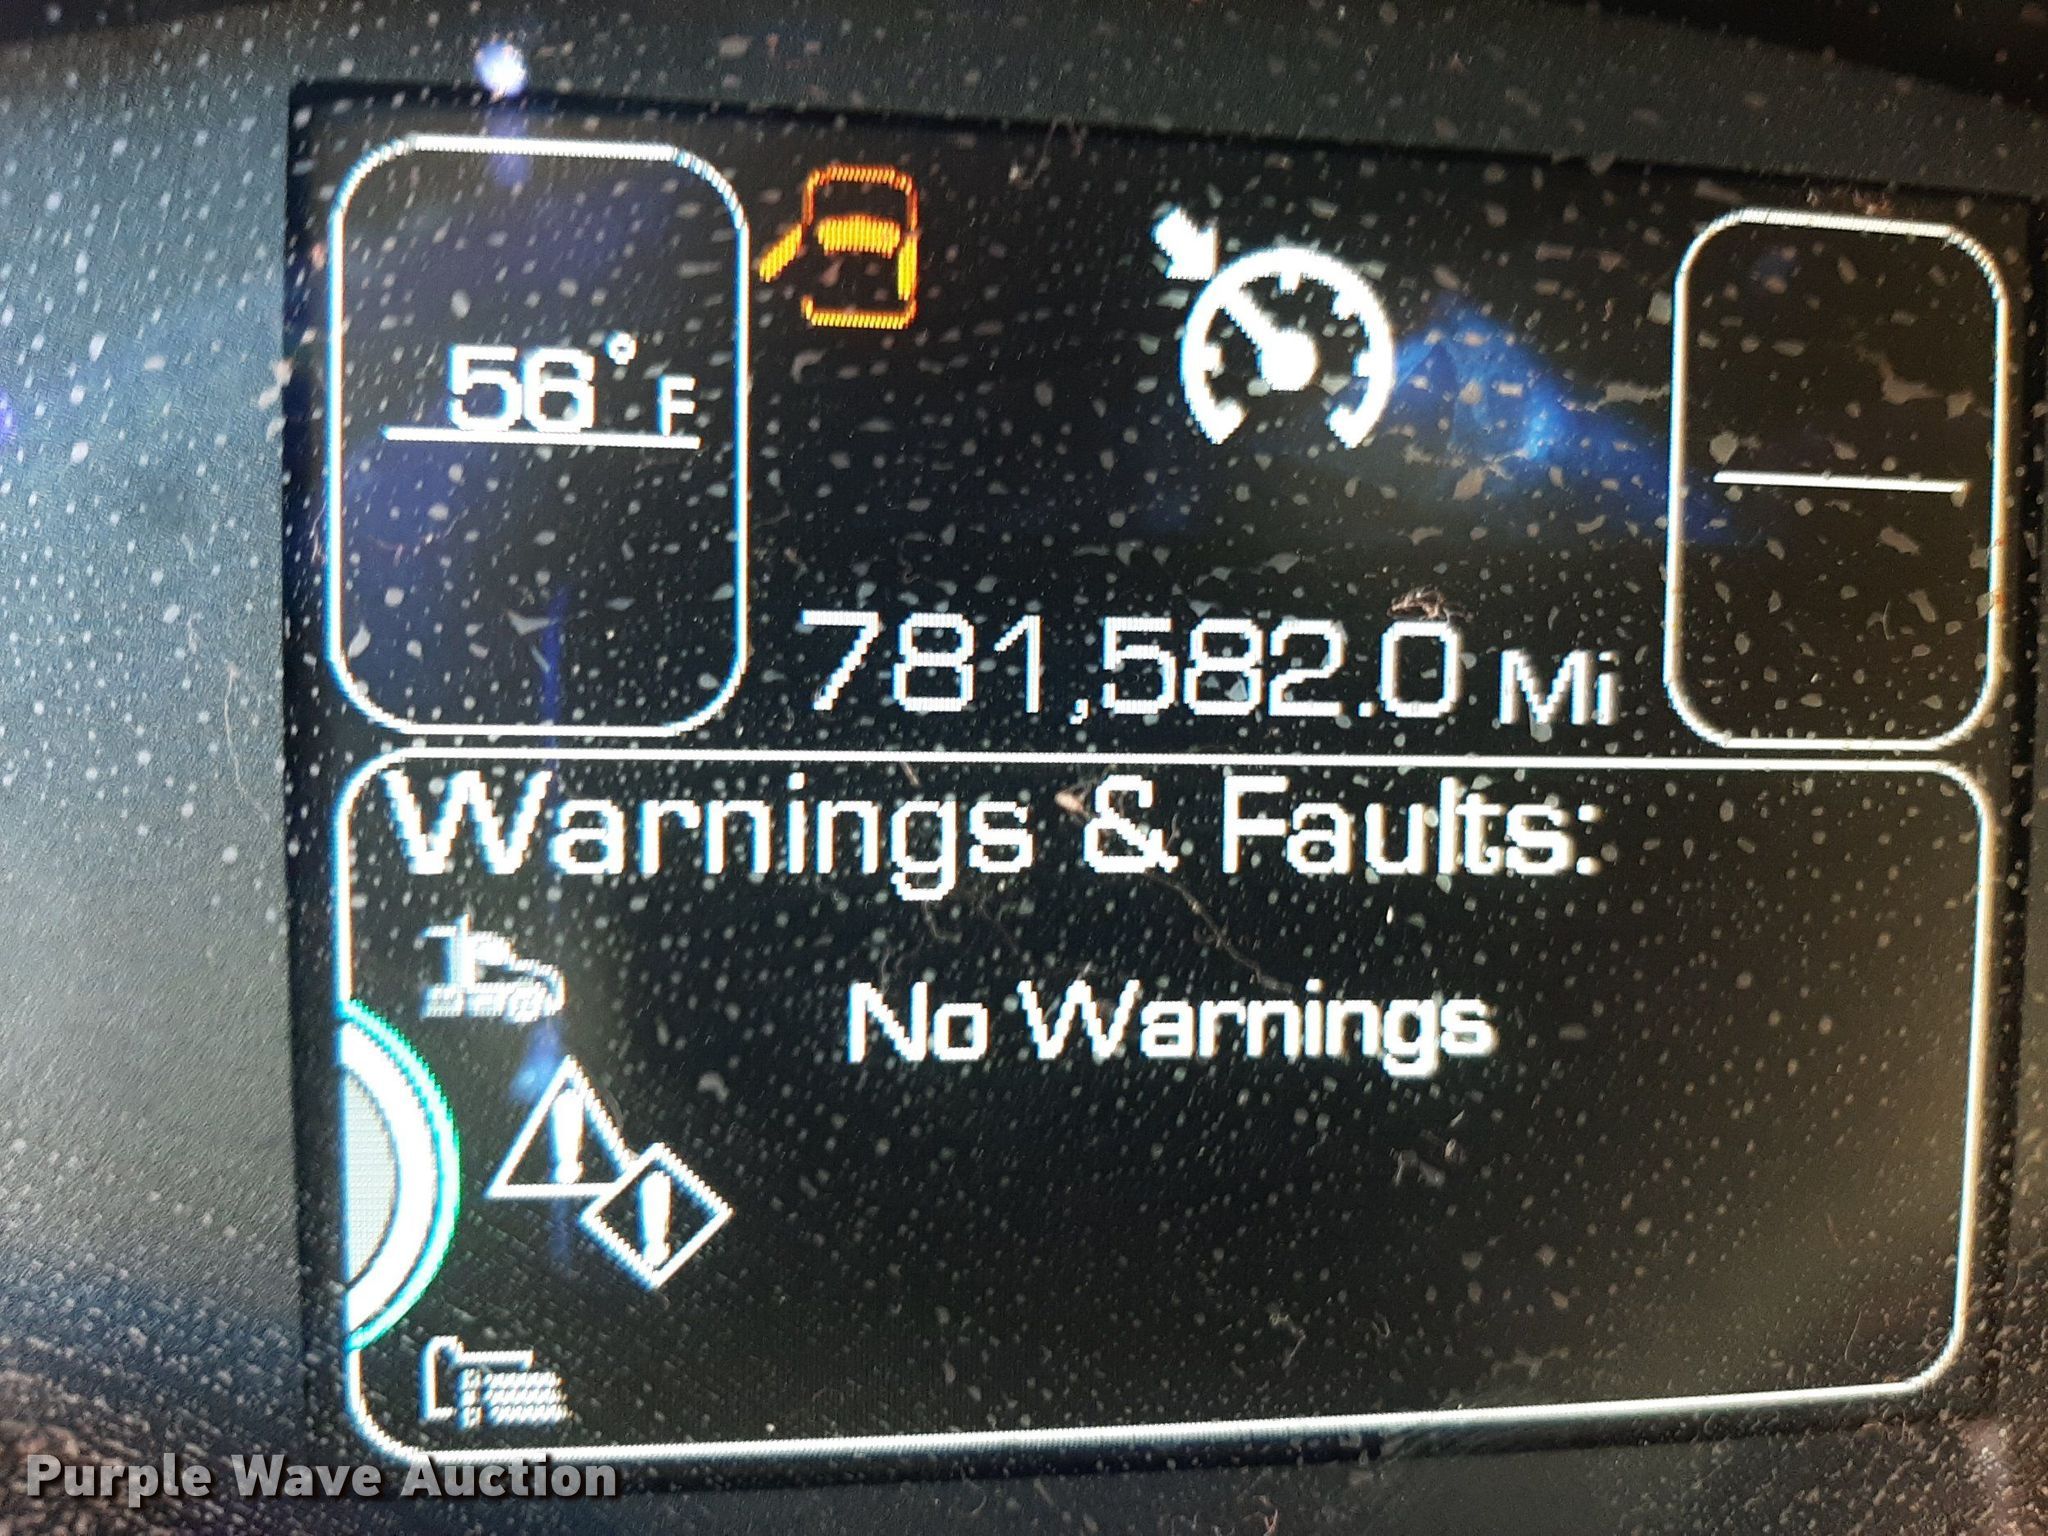 56° F
781,582.0 Mi
Warnings & Faults:
No Warnings
Purple Wave Auction